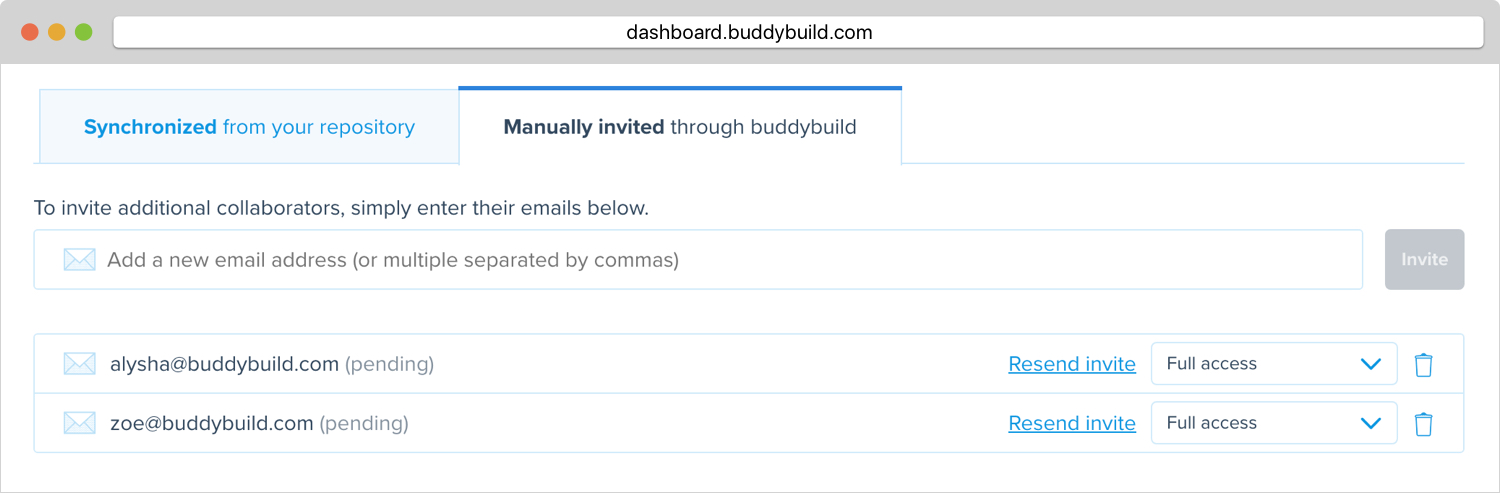 dashboard.buddybuild.com
Synchronized from your repository
Manually invited through buddybuild
To invite additional collaborators, simply enter their emails below.
Add a new email address (or multiple separated by commas)
Invite
alysha@buddybuild.com (pending)
Resend invite
Full access
zoe@buddybuild.com (pending)
Resend invite
Full access